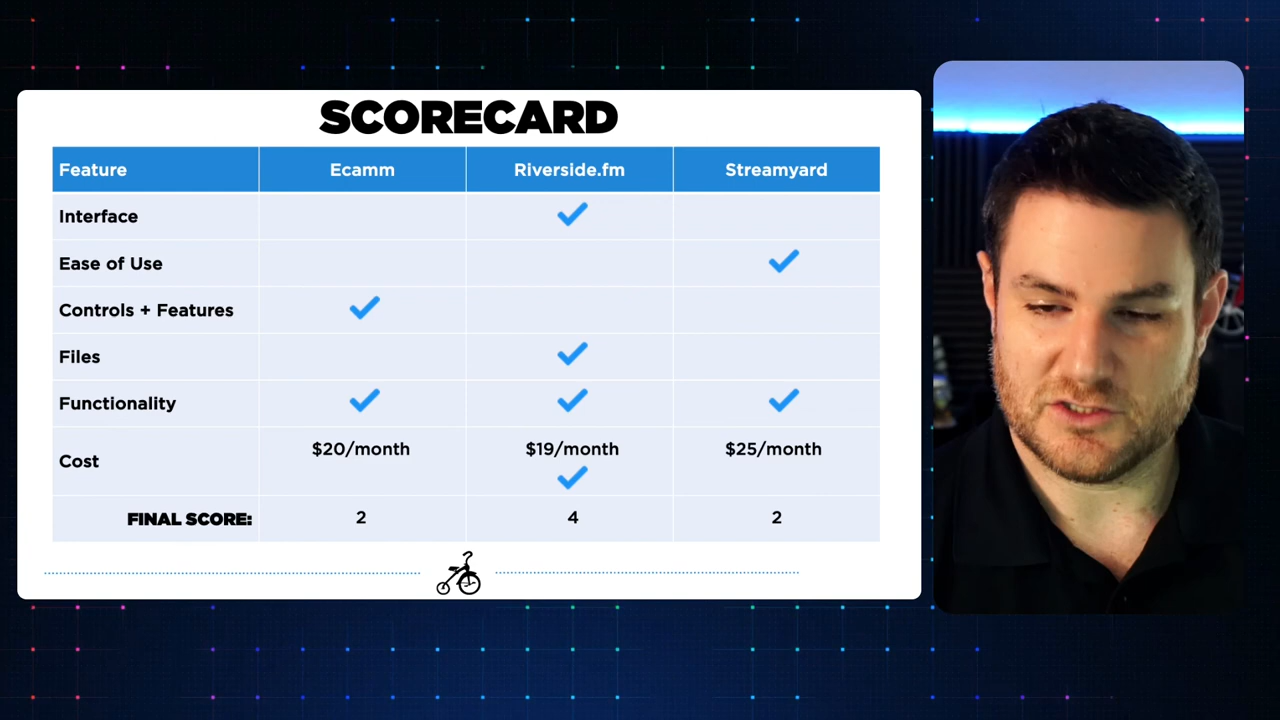 SCORECARD
Feature Ecamm Riverside.fm Streamyard
Interface
Ease of Use
Controls + Features
Files
Functionality
Cost $20/month $19/month $25/month
FINAL SCORE: 2 4 2